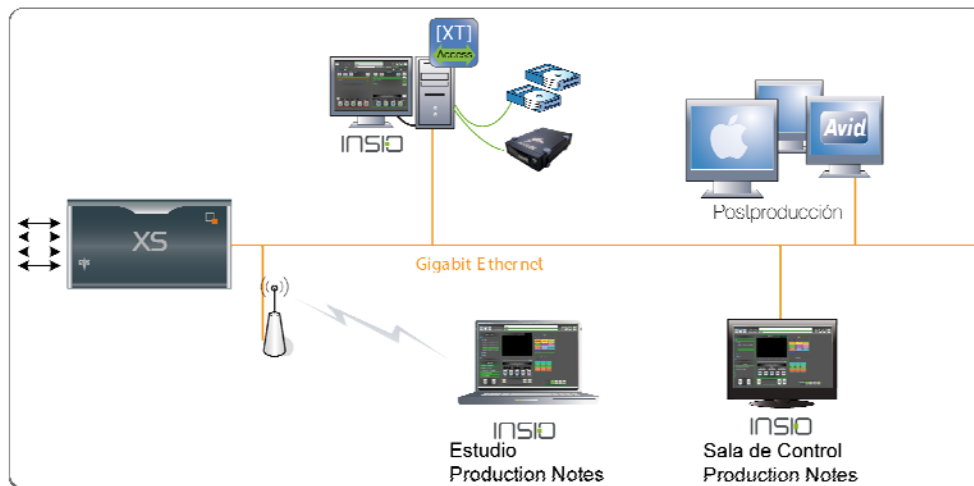 [XT]
Access
INSIO
Avid
Postproducción
XS
Gigabit Ethernet
INSIO
Estudio
Production Notes
INSIO
Sala de Control
Production Notes